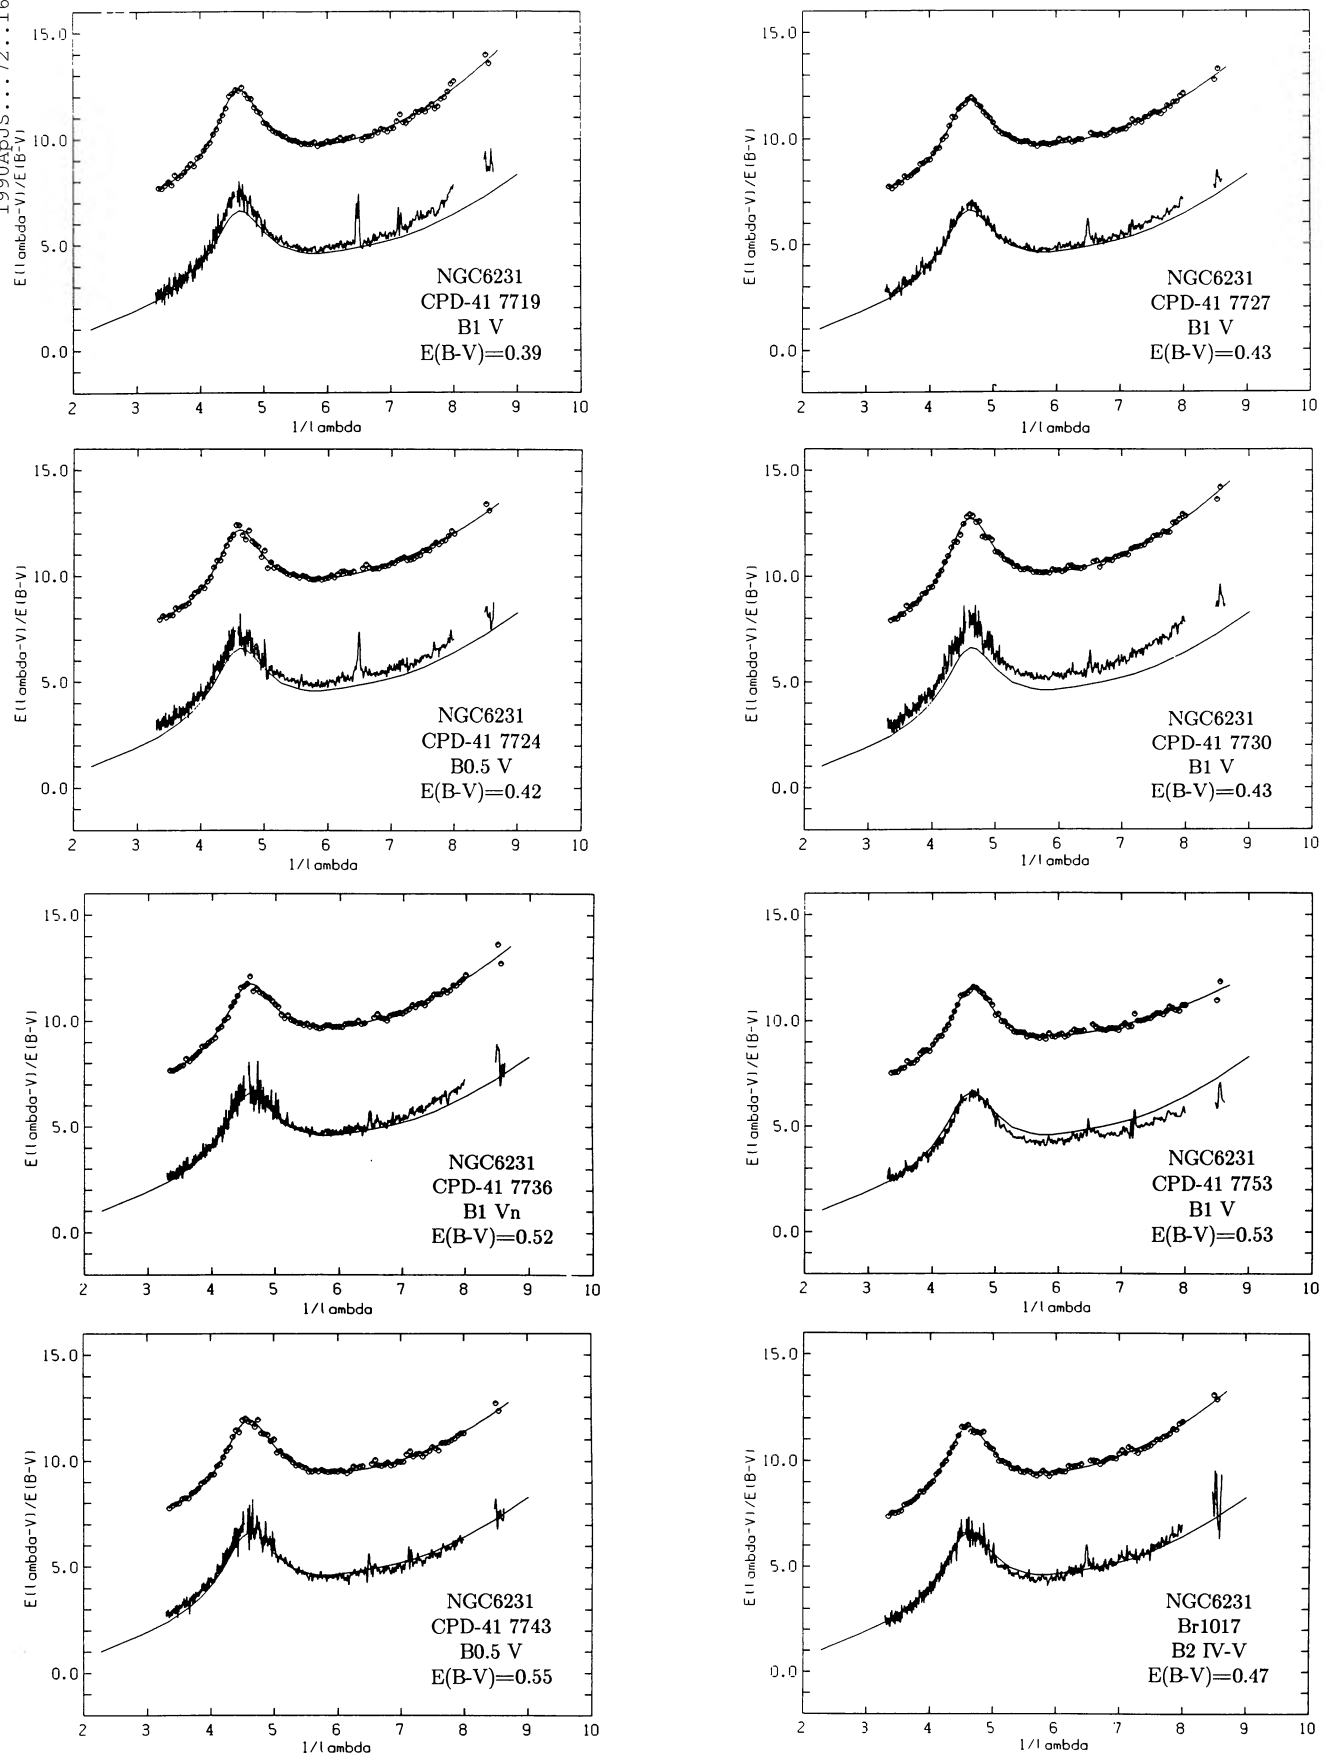 15.0
10.0
5.0
0.0
E(lambda-V)/E(B-V)
NGC6231
CPD-41 7719
B1 V
E(B-V)=0.39
2 3 4 5 6 7 8 9 10
1/lambda
15.0
10.0
5.0
0.0
E(lambda-V)/E(B-V)
NGC6231
CPD-41 7727
B1 V
E(B-V)=0.43
2 3 4 5 6 7 8 9 10
1/lambda
15.0
10.0
5.0
0.0
E(lambda-V)/E(B-V)
NGC6231
CPD-41 7724
B0.5 V
E(B-V)=0.42
2 3 4 5 6 7 8 9 10
1/lambda
15.0
10.0
5.0
0.0
E(lambda-V)/E(B-V)
NGC6231
CPD-41 7730
B1 V
E(B-V)=0.43
2 3 4 5 6 7 8 9 10
1/lambda
15.0
10.0
5.0
0.0
E(lambda-V)/E(B-V)
NGC6231
CPD-41 7736
B1 Vn
E(B-V)=0.52
2 3 4 5 6 7 8 9 10
1/lambda
15.0
10.0
5.0
0.0
E(lambda-V)/E(B-V)
NGC6231
CPD-41 7753
B1 V
E(B-V)=0.53
2 3 4 5 6 7 8 9 10
1/lambda
15.0
10.0
5.0
0.0
E(lambda-V)/E(B-V)
NGC6231
CPD-41 7743
B0.5 V
E(B-V)=0.55
2 3 4 5 6 7 8 9 10
1/lambda
15.0
10.0
5.0
0.0
E(lambda-V)/E(B-V)
NGC6231
Br1017
B2 IV-V
E(B-V)=0.47
2 3 4 5 6 7 8 9 10
1/lambda